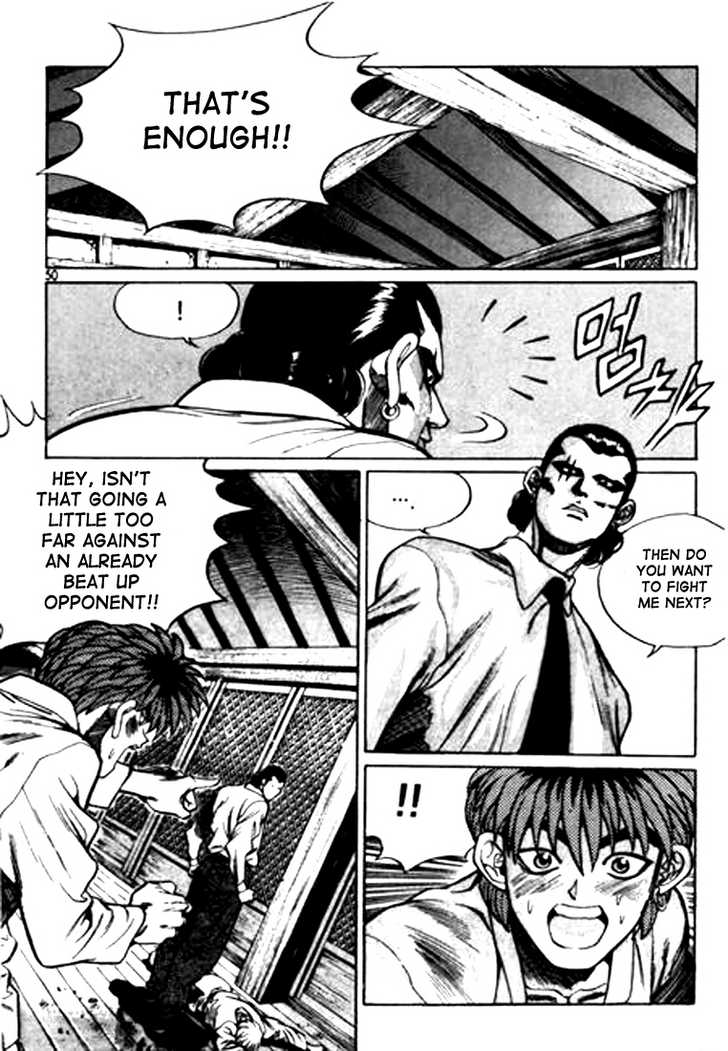 THAT'S
ENOUGH!!
!
멈
칫
HEY, ISN'T
THAT GOING A
LITTLE TOO
FAR AGAINST
AN ALREADY
BEAT UP
OPPONENT!!
...,
THEN DO
YOU WANT
TO FIGHT
ME NEXT?
!!